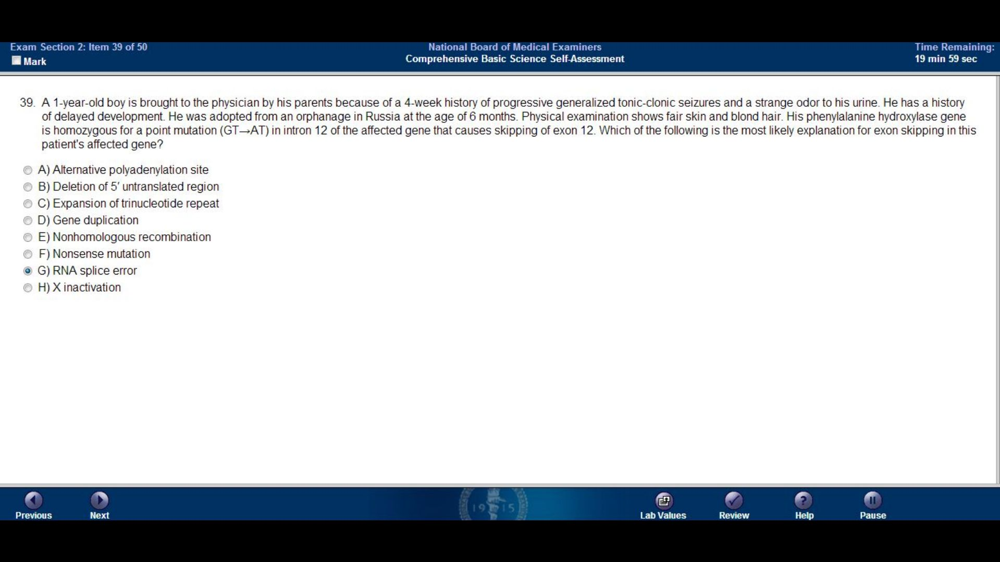 Exam Section 2: Item 39 of 50
National Board of Medical Examiners
Time Remaining:
Mark
Comprehensive Basic Science Self-Assessment
19 min 59 sec
39. A 1-year-old boy is brought to the physician by his parents because of a 4-week history of progressive generalized tonic-clonic seizures and a strange odor to his urine. He has a history
of delayed development. He was adopted from an orphanage in Russia at the age of 6 months. Physical examination shows fair skin and blond hair. His phenylalanine hydroxylase gene
is homozygous for a point mutation (GT→AT) in intron 12 of the affected gene that causes skipping of exon 12. Which of the following is the most likely explanation for exon skipping in this
patient's affected gene?
A) Alternative polyadenylation site
B) Deletion of 5′ untranslated region
C) Expansion of trinucleotide repeat
D) Gene duplication
E) Nonhomologous recombination
F) Nonsense mutation
G) RNA splice error
H) X inactivation
1915
Previous
Next
Lab Values
Review
Help
Pause